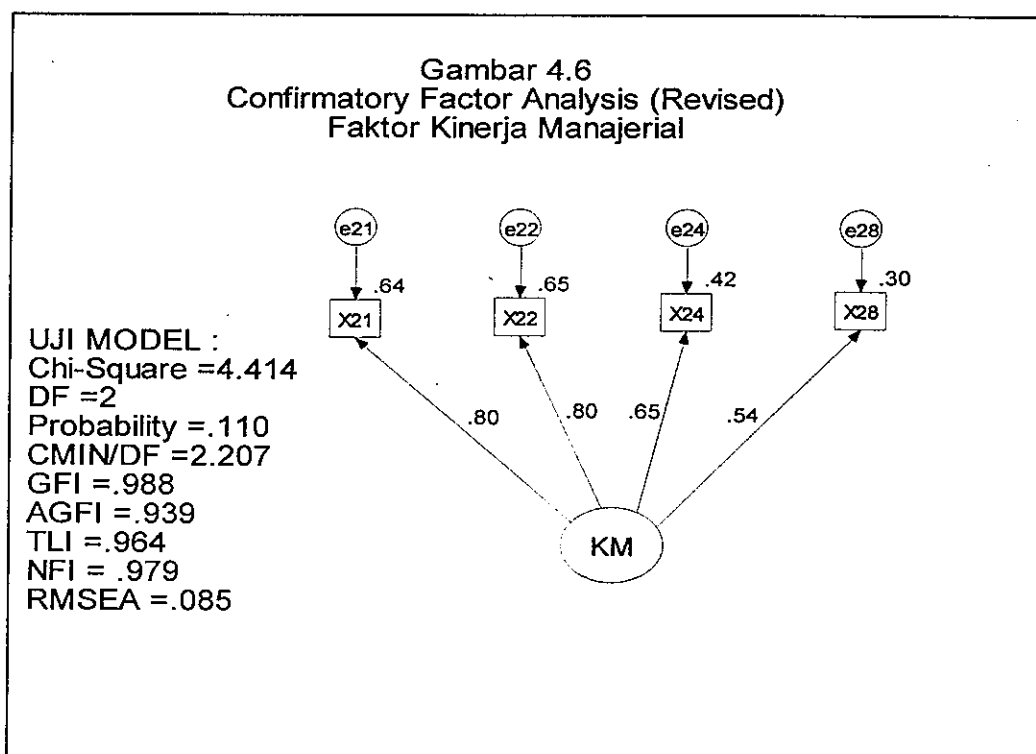 Gambar 4.6
Confirmatory Factor Analysis (Revised)
Faktor Kinerja Manajerial
e21 e22 e24 e28
.64 .65 .42 .30
X21 X22 X24 X28
UJI MODEL :
Chi-Square =4.414
DF =2
Probability =.110
CMIN/DF =2.207
GFI =.988
AGFI =.939
TLI =.964
NFI = .979
RMSEA =.085
.80 .80 .65 .54
KM